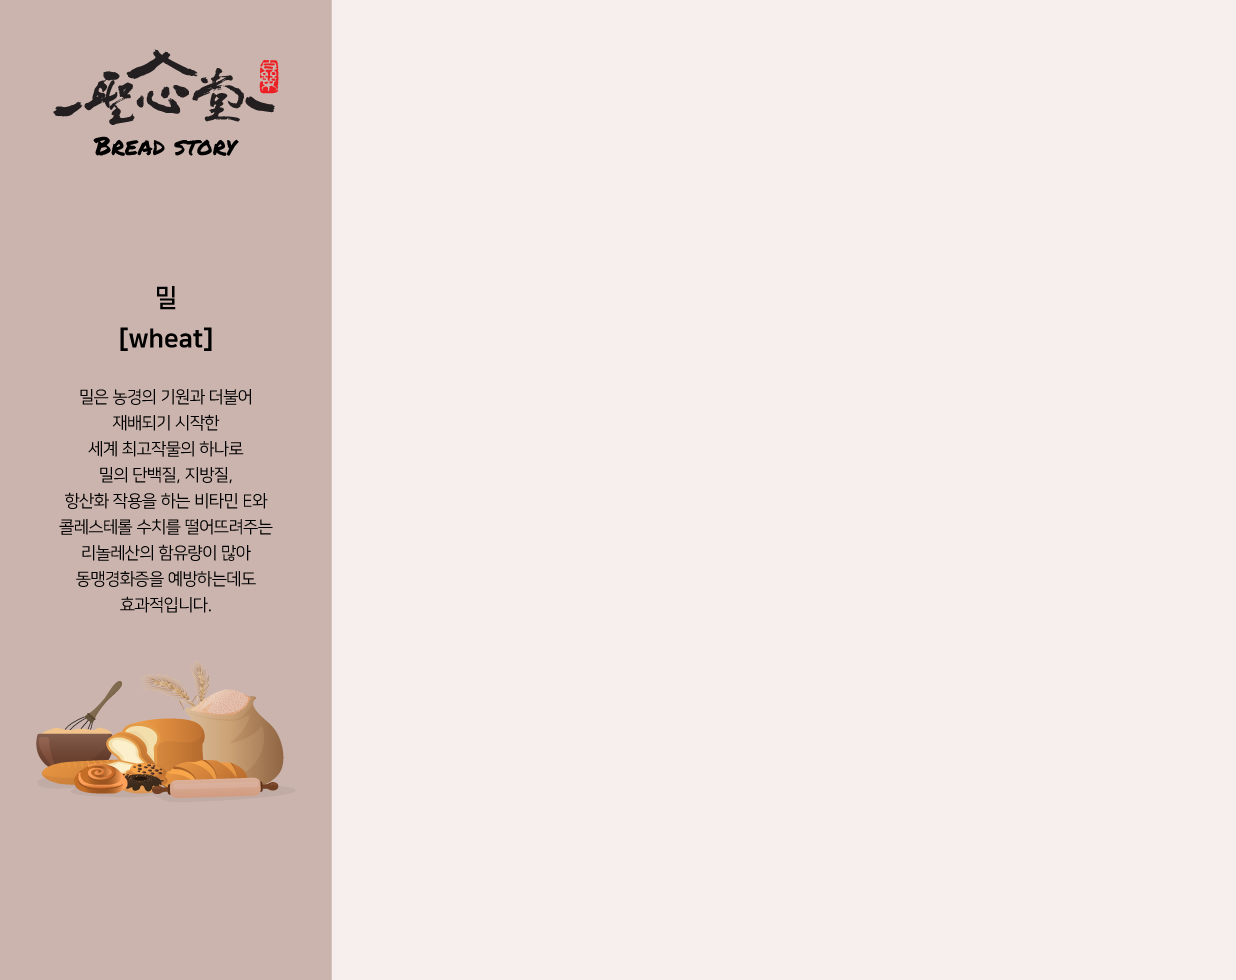 聖心堂
BREAD STORY
밀
[wheat]
밀은 농경의 기원과 더불어
재배되기 시작한
세계 최고작물의 하나로
밀의 단백질, 지방질,
항산화 작용을 하는 비타민 E와
콜레스테롤 수치를 떨어뜨려주는
리놀레산의 함유량이 많아
동맹경화증을 예방하는데도
효과적입니다.